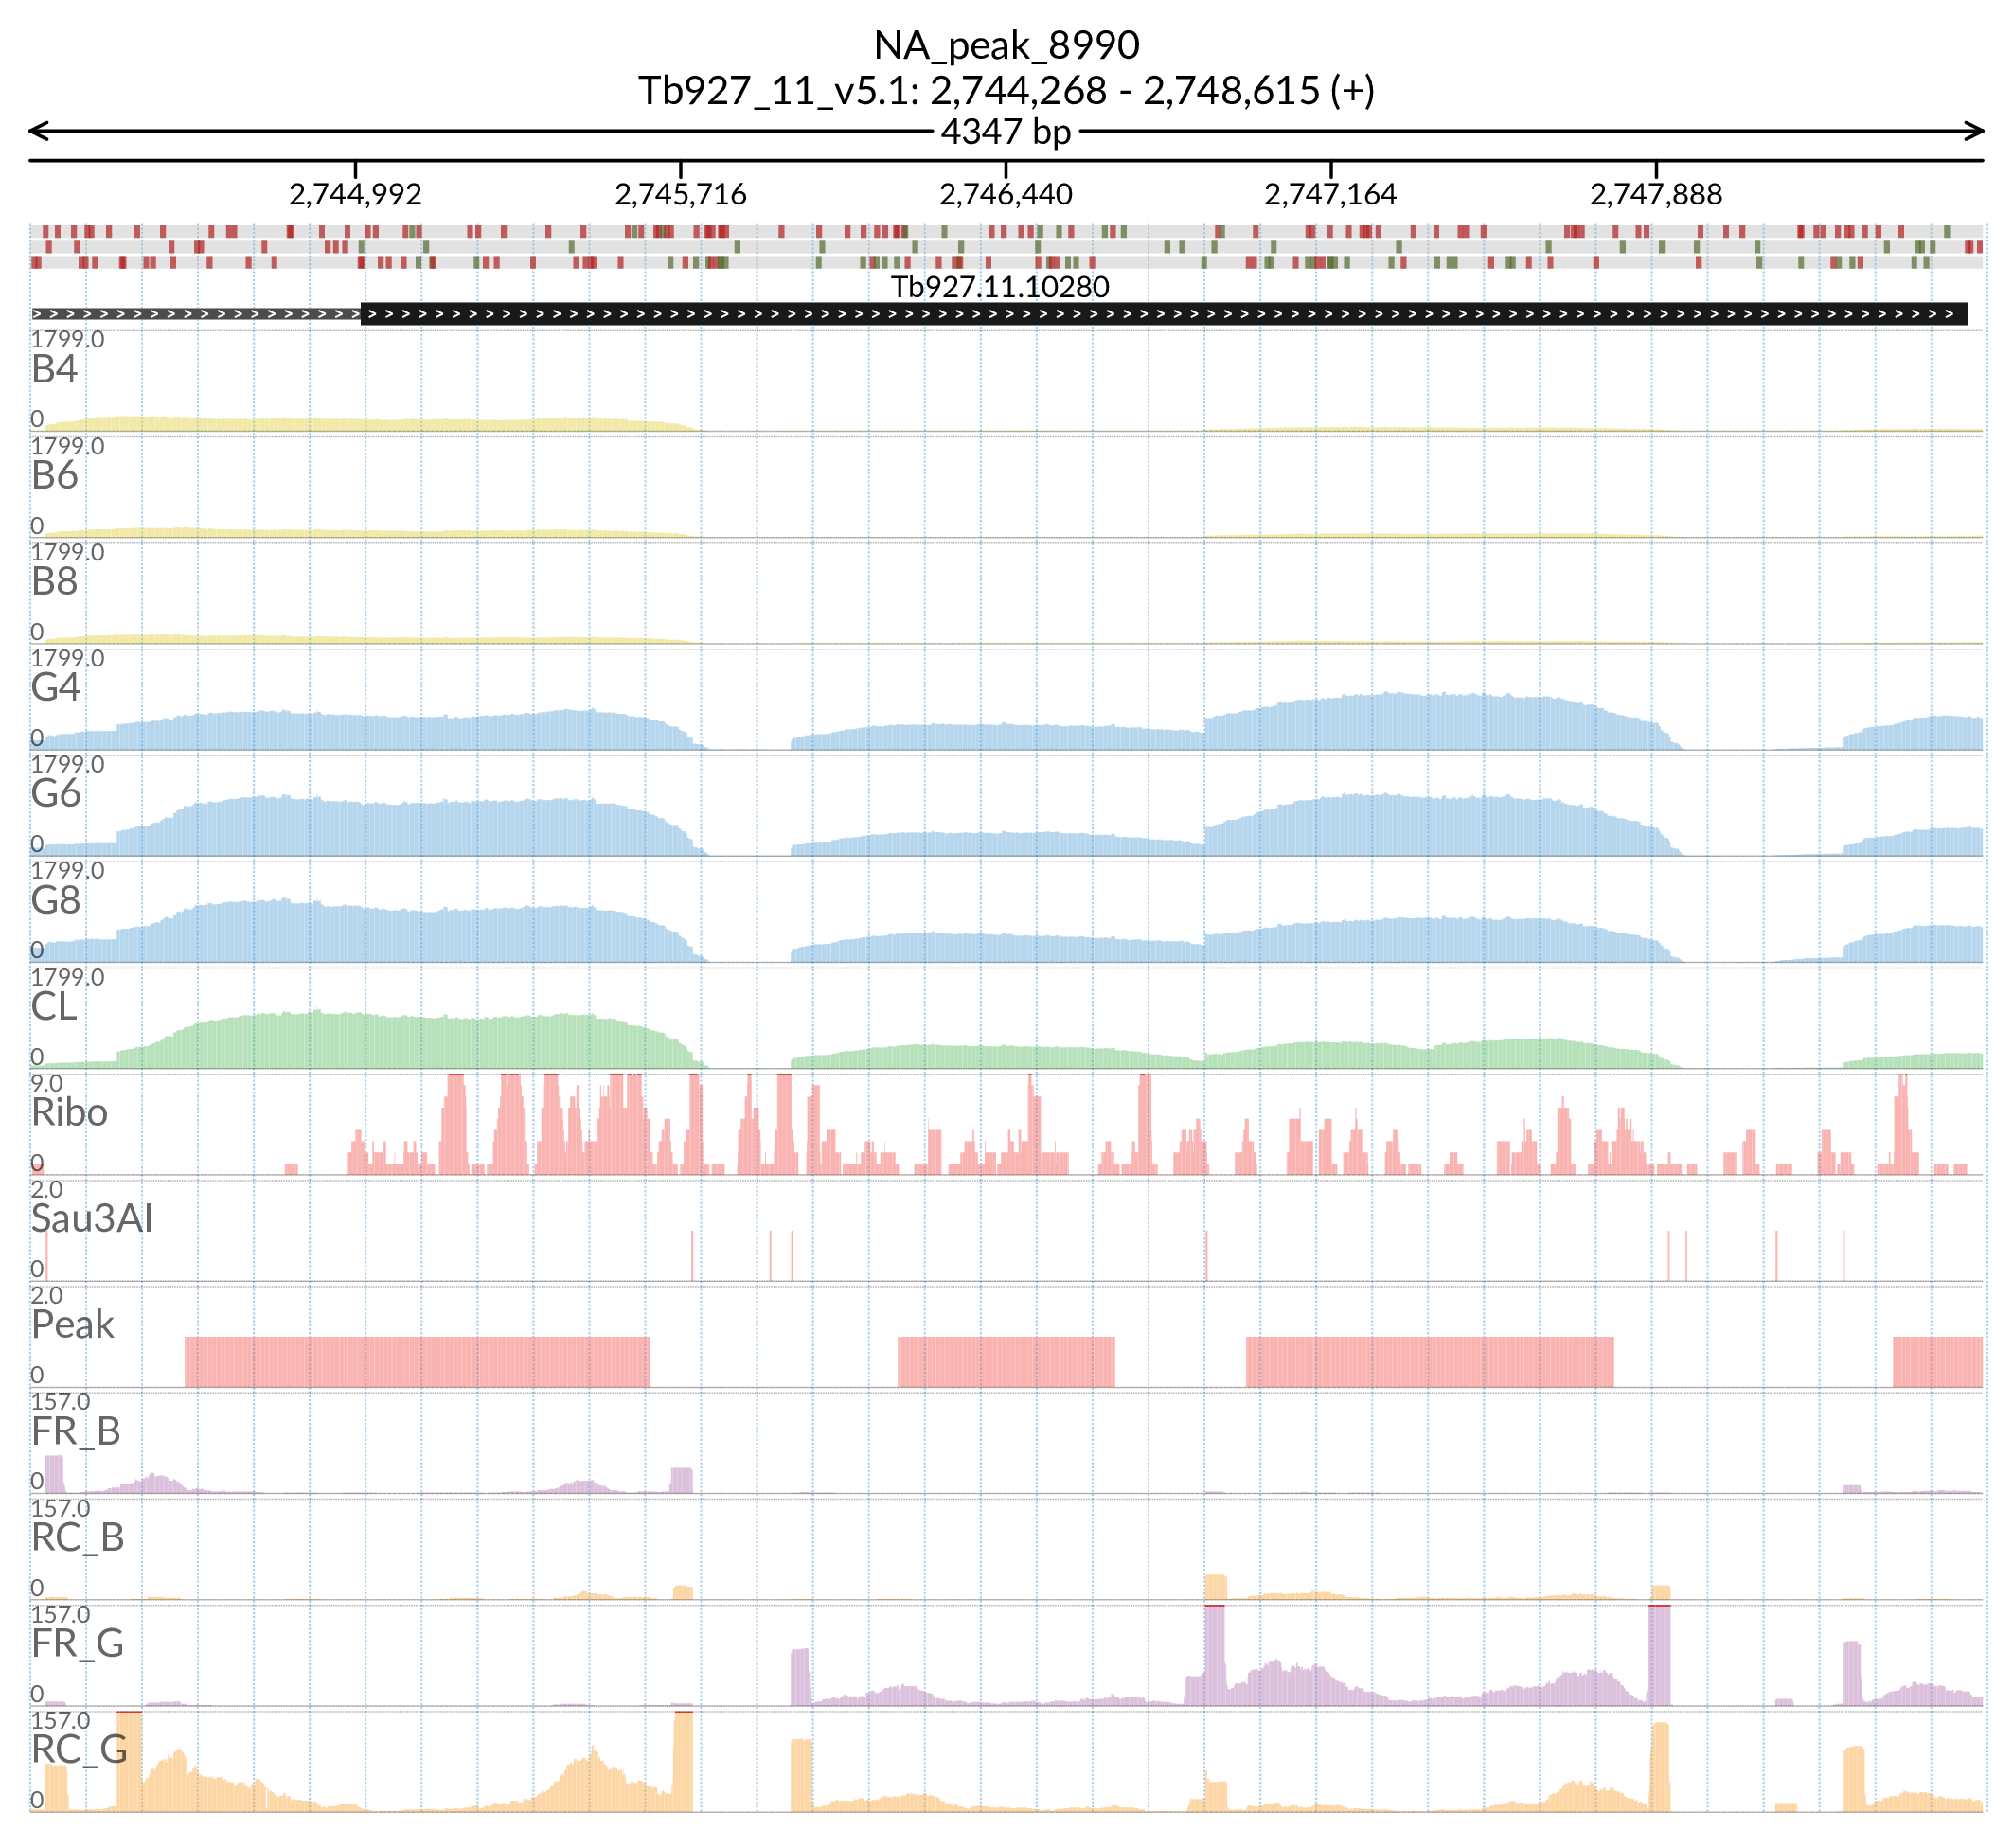 NA_peak_8990
Tb927_11_v5.1: 2,744,268 - 2,748,615 (+)
4347 bp
2,744,992 2,745,716 2,746,440 2,747,164 2,747,888
Tb927.11.10280
1799.0
B4
0
1799.0
B6
0
1799.0
B8
0
1799.0
G4
0
1799.0
G6
0
1799.0
G8
0
1799.0
CL
0
9.0
Ribo
0
2.0
Sau3AI
0
2.0
Peak
0
157.0
FR_B
0
157.0
RC_B
0
157.0
FR_G
0
157.0
RC_G
0